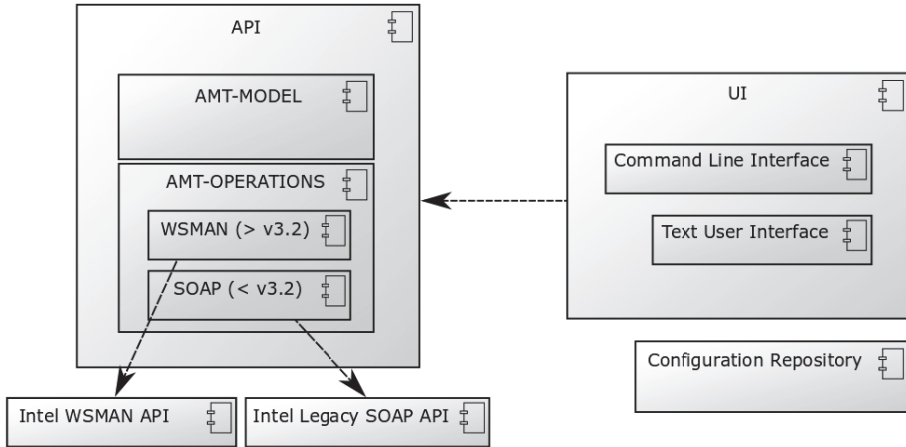 API
AMT-MODEL
AMT-OPERATIONS
WSMAN (> v3.2)
SOAP (< v3.2)
Intel WSMAN API
Intel Legacy SOAP API
UI
Command Line Interface
Text User Interface
Configuration Repository